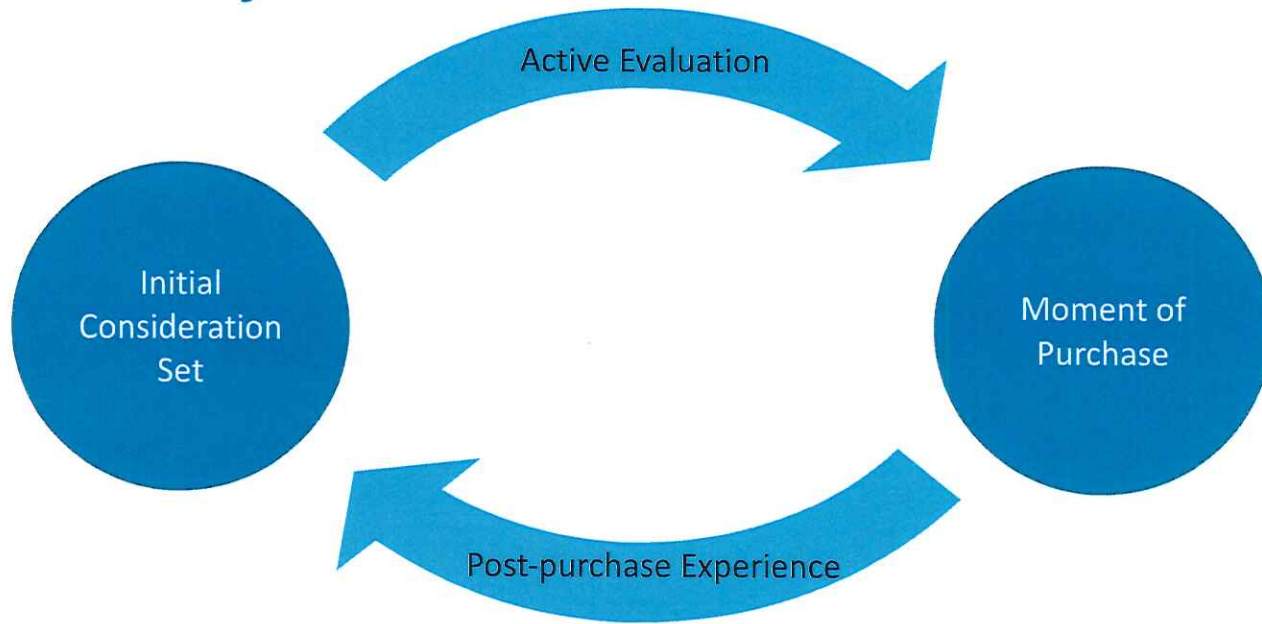 Active Evaluation
Initial
Consideration
Set
Moment of
Purchase
Post-purchase Experience